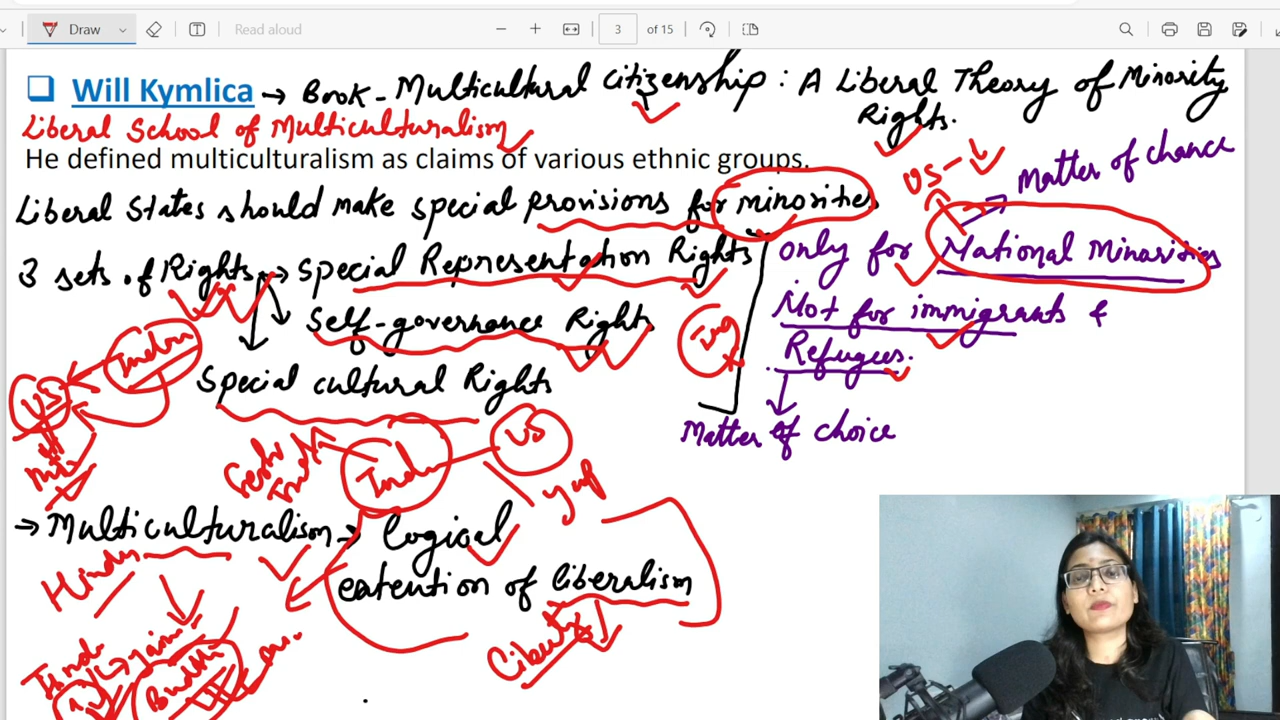 Draw
Read aloud
3 of 15
Will Kymlica → Book - Multicultural Citizenship : A Liberal Theory of Minority Rights.
Liberal School of Multiculturalism
He defined multiculturalism as claims of various ethnic groups.
US
Matter of chance
Liberal States should make special provisions for minorities
only for National Minorities
3 sets of Rights → Special Representation Rights
Not for immigrants &
Self-governance Rights
Refugees.
India
Special cultural Rights
US
Matter of choice
US
→ Multiculturalism → Logical
extention of liberalism
Hindu
Liberty